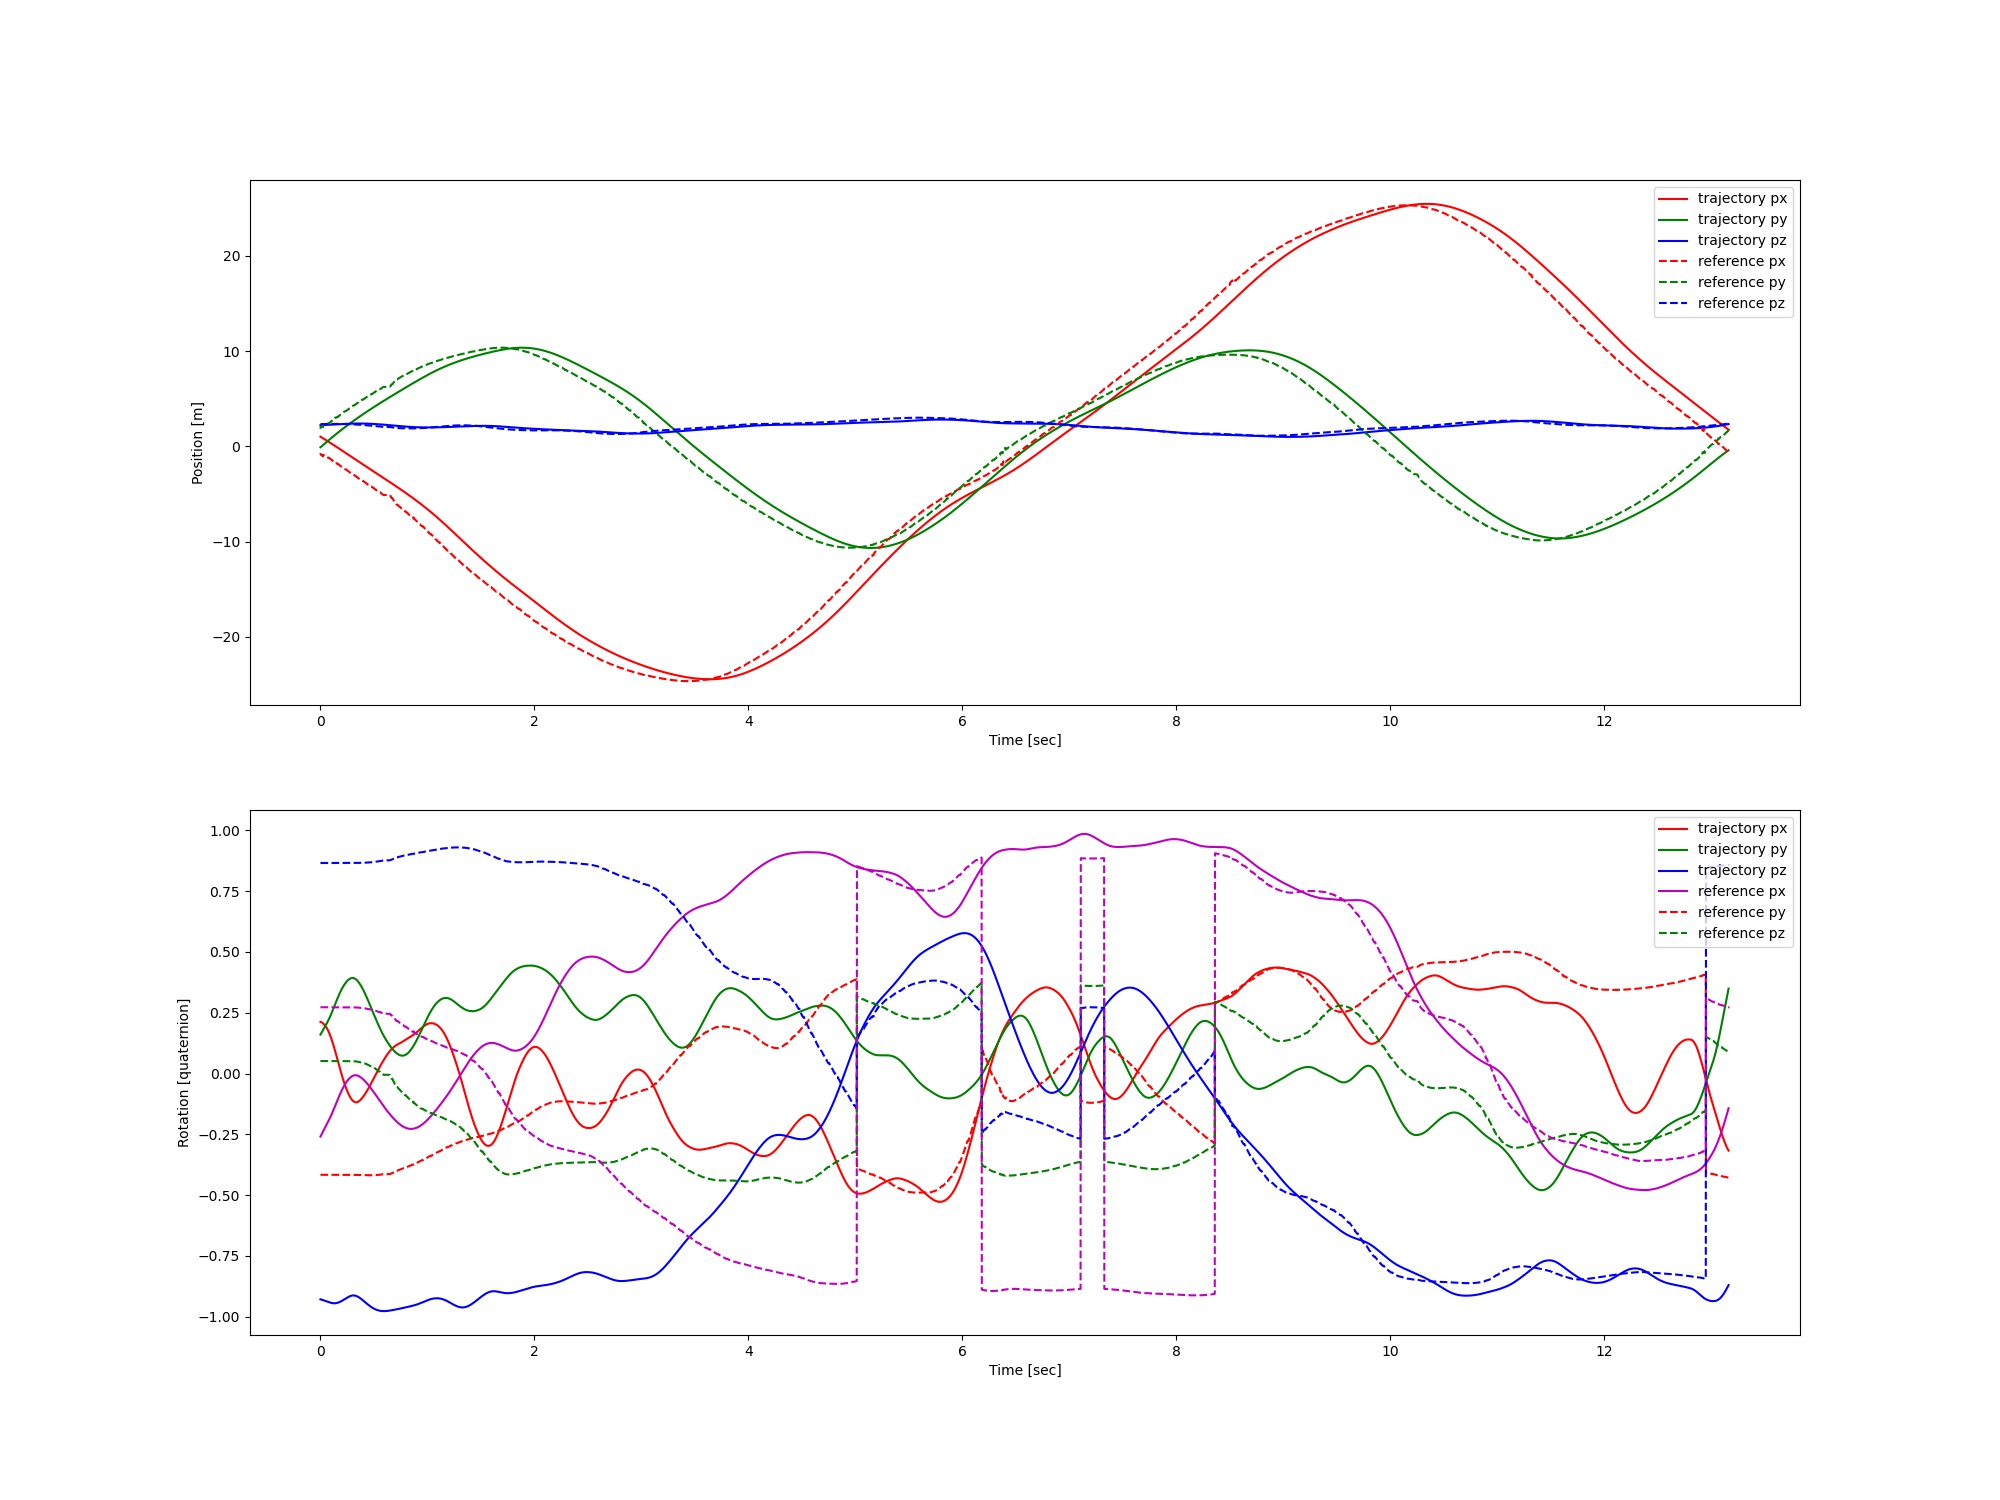 trajectory px
trajectory py
trajectory pz
reference px
reference py
reference pz
20
10
0
−10
−20
Position [m]
0 2 4 6 8 10 12
Time [sec]
trajectory px
trajectory py
trajectory pz
reference px
reference py
reference pz
1.00
0.75
0.50
0.25
0.00
−0.25
−0.50
−0.75
−1.00
Rotation [quaternion]
0 2 4 6 8 10 12
Time [sec]